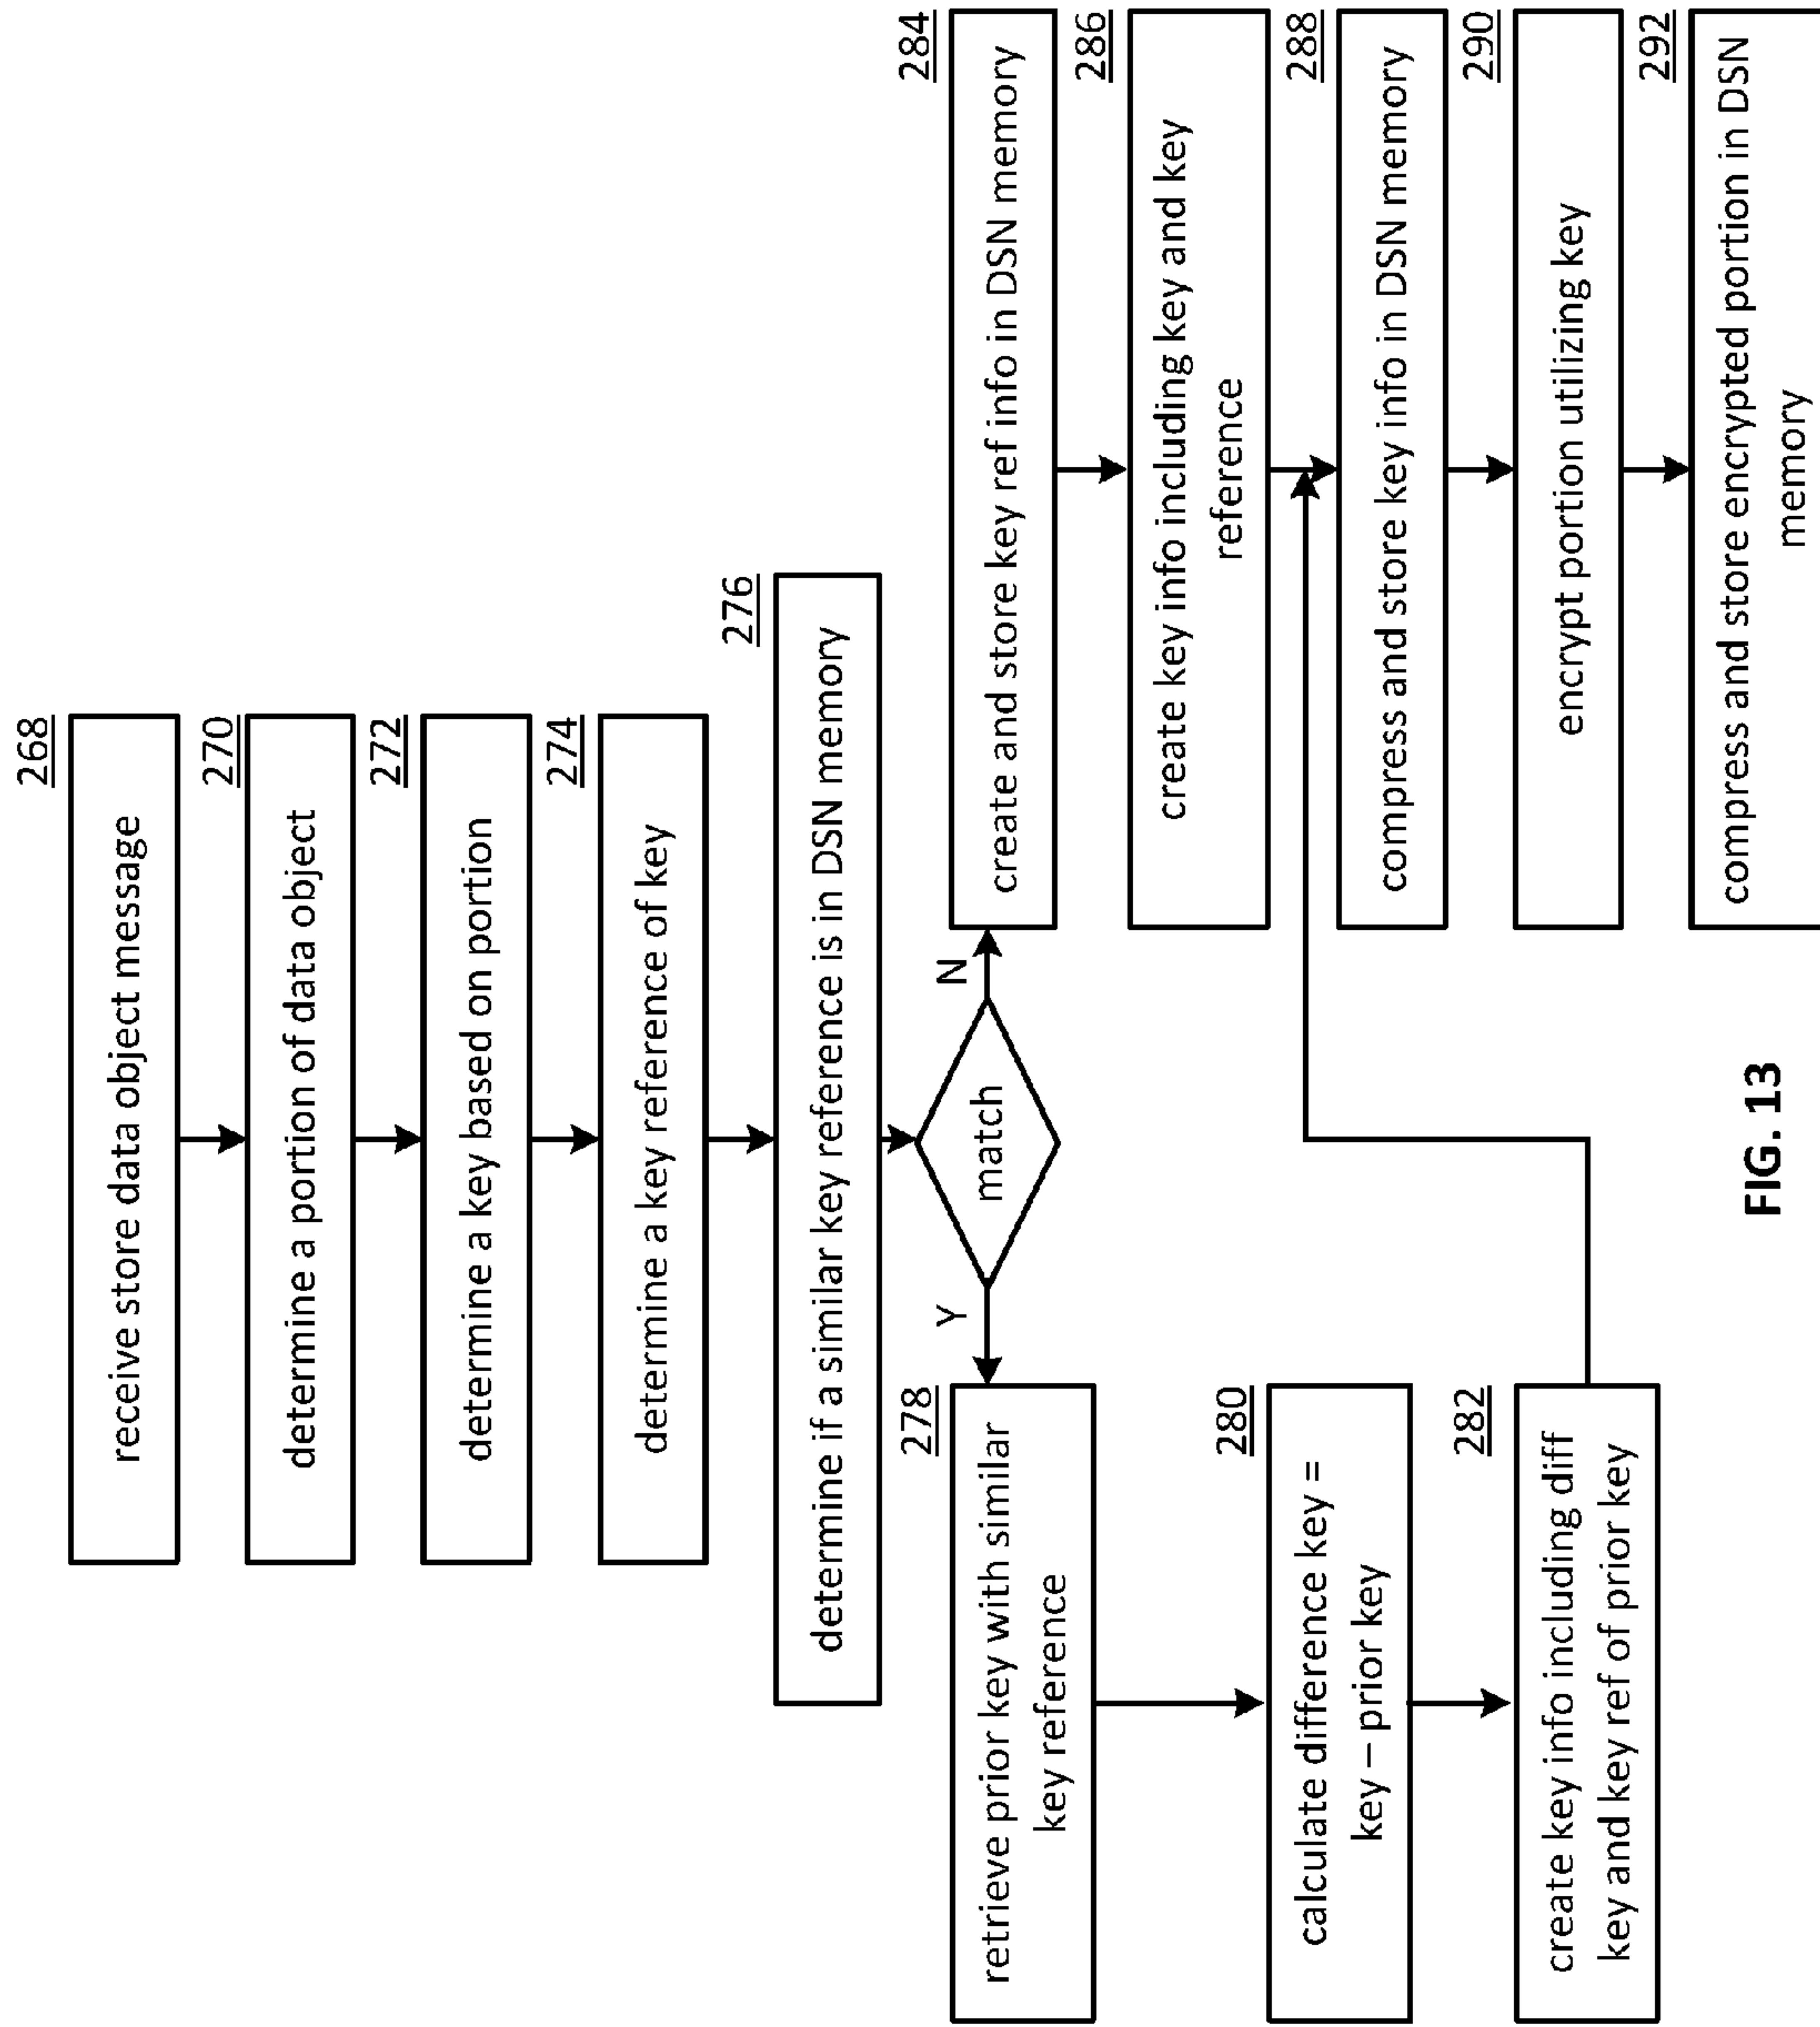 268
receive store data object message
270
determine a portion of data object
272
determine a key based on portion
274
determine a key reference of key
276
determine if a similar key reference is in DSN memory
match
Y
N
278
retrieve prior key with similar
key reference
280
calculate difference key =
key – prior key
282
create key info including diff
key and key ref of prior key
284
create and store key ref info in DSN memory
286
create key info including key and key
reference
288
compress and store key info in DSN memory
290
encrypt portion utilizing key
292
compress and store encrypted portion in DSN
memory
FIG. 13